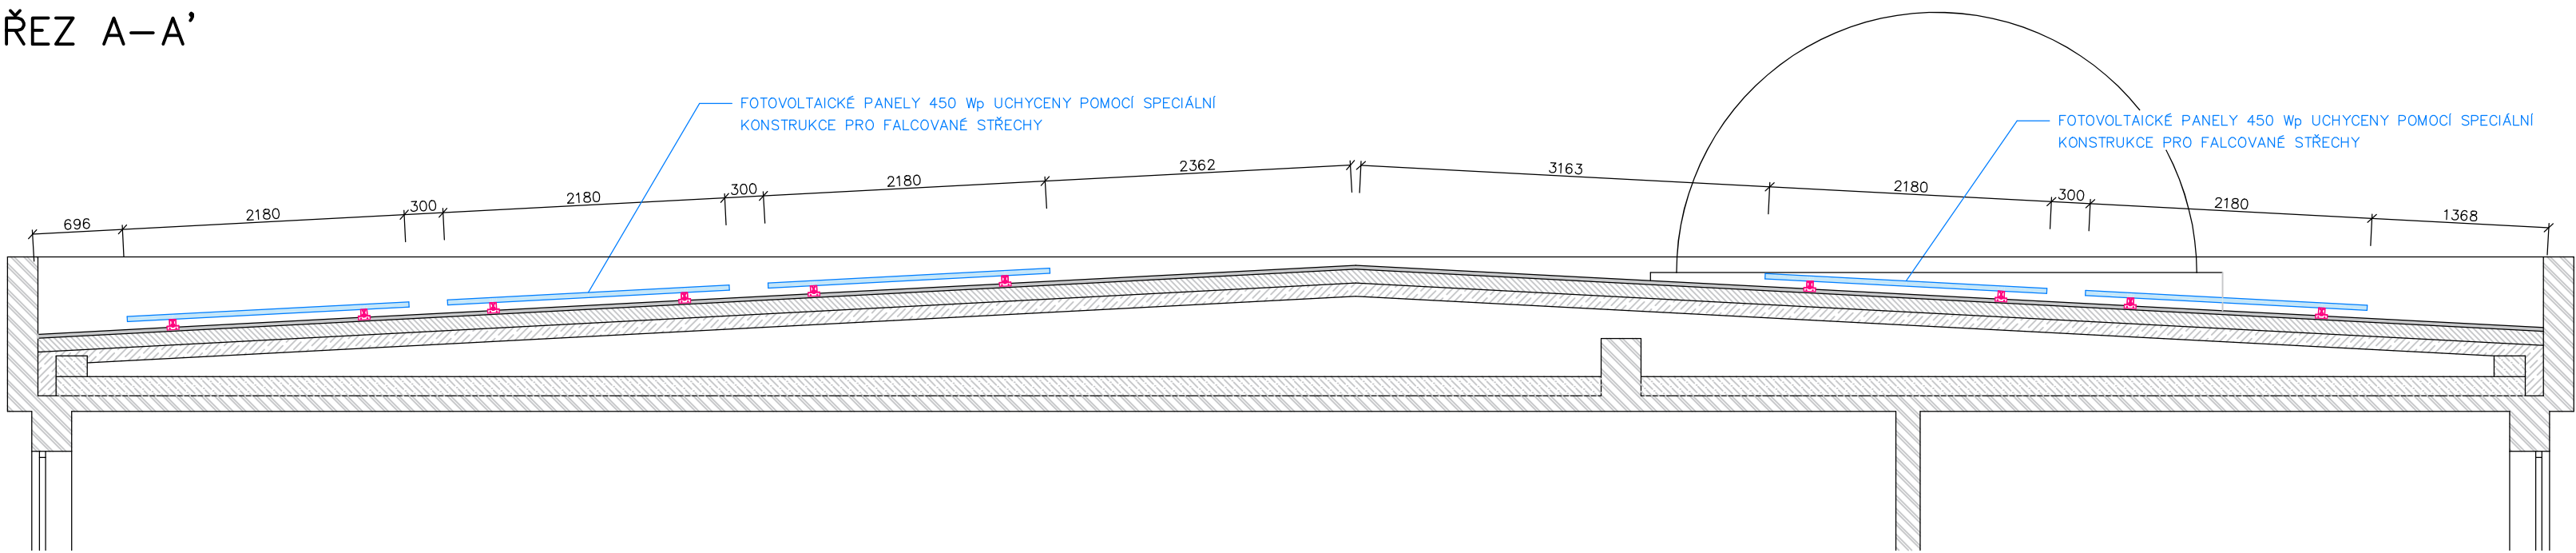 ŘEZ A-A'
FOTOVOLTAICKÉ PANELY 450 Wp UCHYCENY POMOCÍ SPECIÁLNÍ
KONSTRUKCE PRO FALCOVANÉ STŘECHY
FOTOVOLTAICKÉ PANELY 450 Wp UCHYCENY POMOCÍ SPECIÁLNÍ
KONSTRUKCE PRO FALCOVANÉ STŘECHY
696
2180
300
2180
300
2180
2362
3163
2180
300
2180
1368